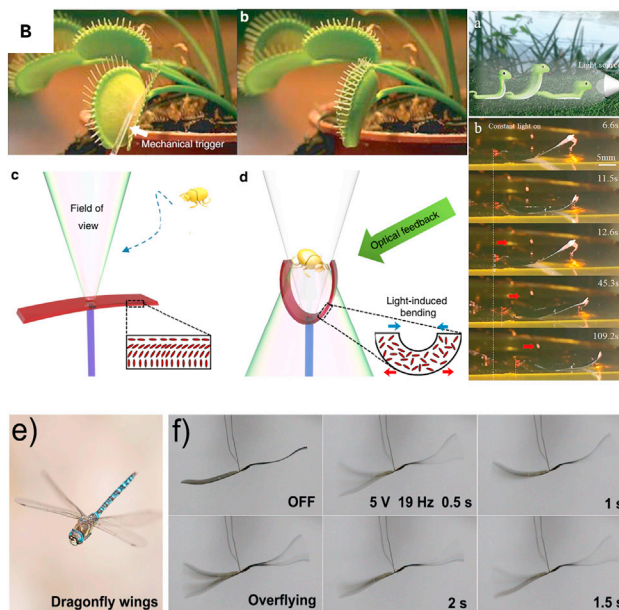 B
b
Mechanical trigger
c
Field of
view
d
Optical feedback
Light-induced
bending
a
Light source
b
Constant light on
6.6s
5mm
11.5s
12.6s
45.3s
109.2s
e)
Dragonfly wings
f)
OFF
5 V 19 Hz 0.5 s
1 s
Overflying
2 s
1.5 s